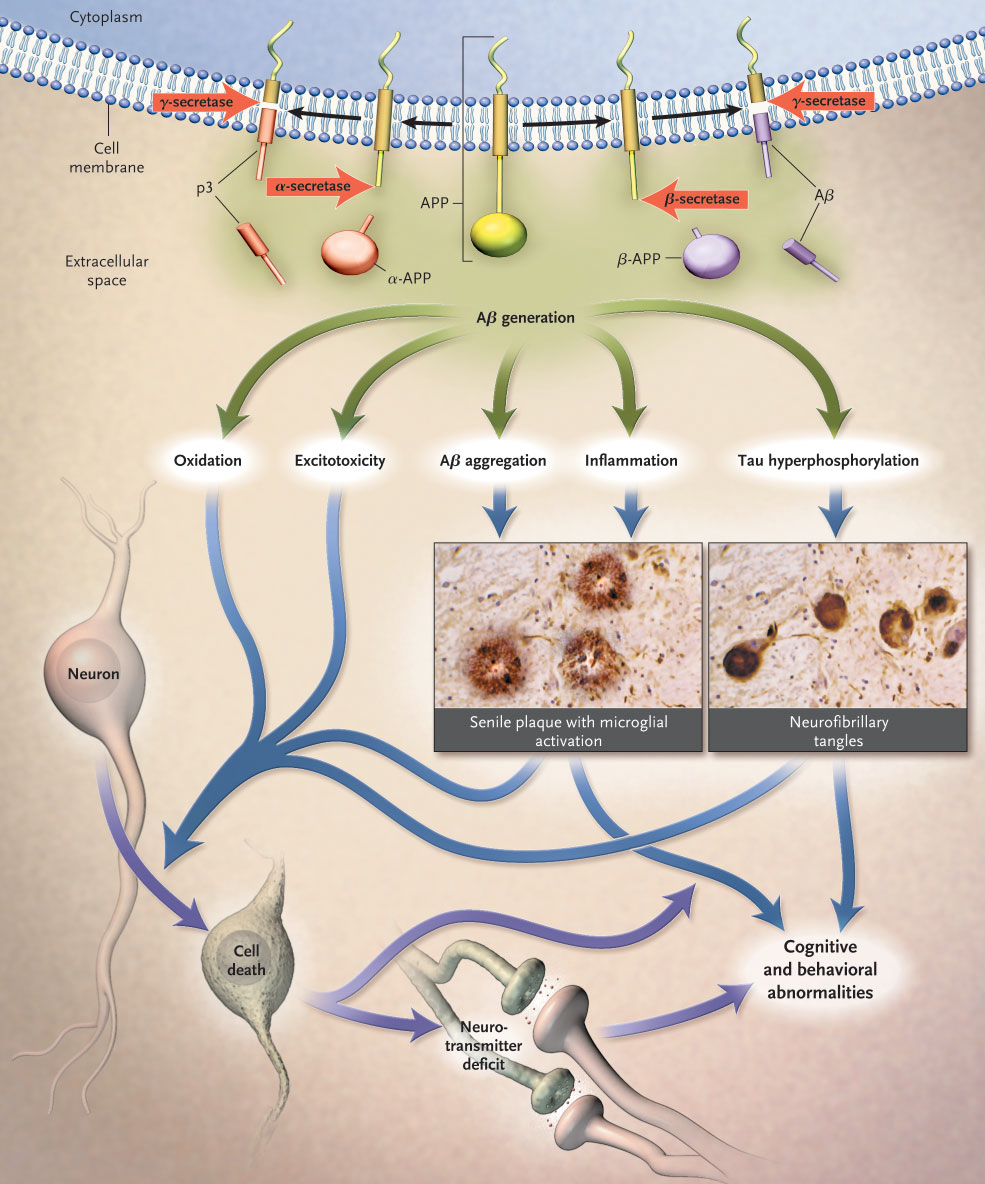 Cytoplasm
γ-secretase
γ-secretase
Cell
membrane
p3
α-secretase
APP
β-secretase
Aβ
Extracellular
space
α-APP
β-APP
Aβ generation
Oxidation
Excitotoxicity
Aβ aggregation
Inflammation
Tau hyperphosphorylation
Neuron
Senile plaque with microglial
activation
Neurofibrillary
tangles
Cell
death
Cognitive
and behavioral
abnormalities
Neuro-
transmitter
deficit